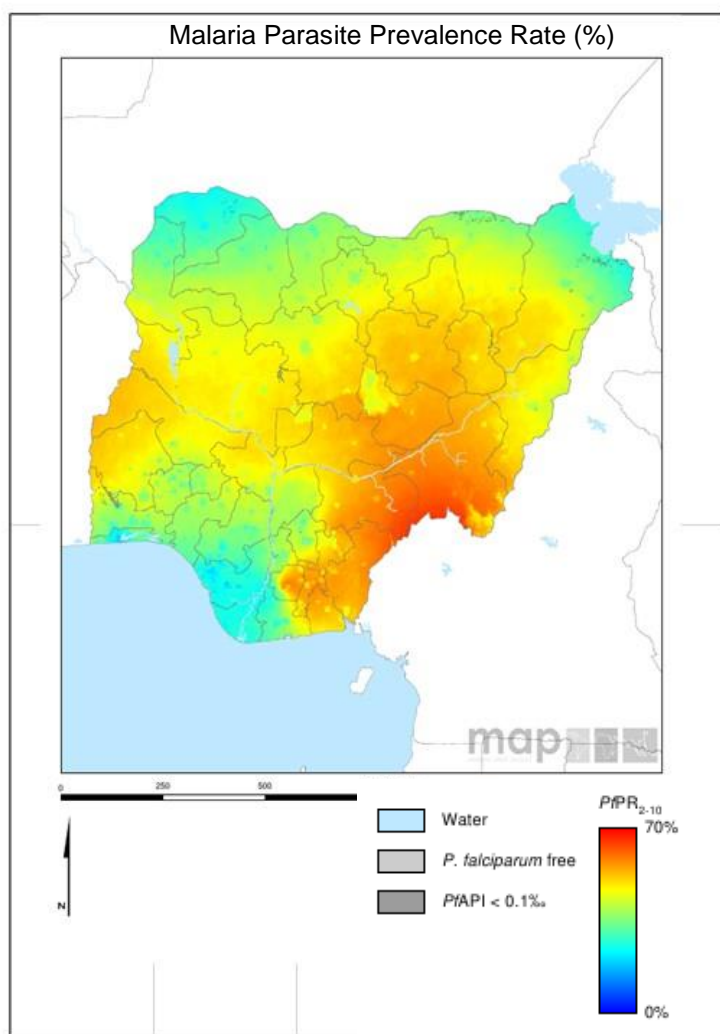 Malaria Parasite Prevalence Rate (%)
map
0 250 500
N
Water
P. falciparum free
PfAPI < 0.1‰
PfPR2-10
70%
0%